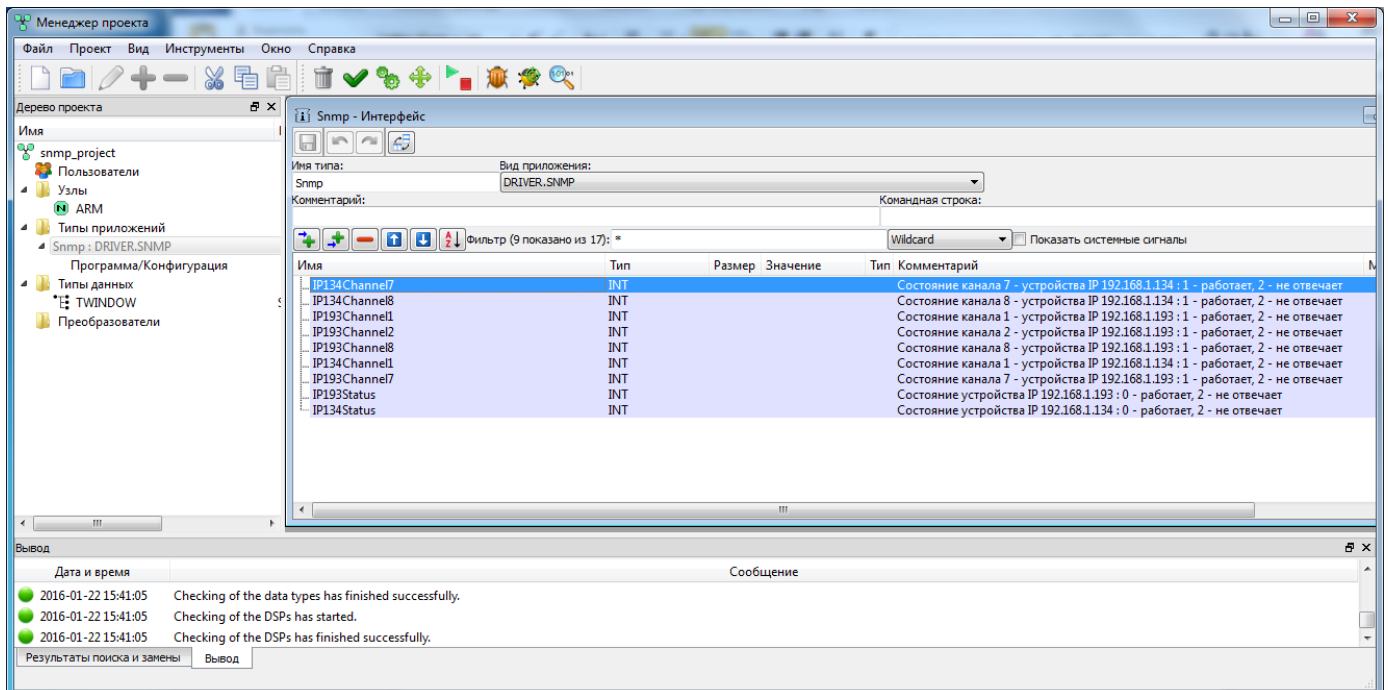 Менеджер проекта
Файл Проект Вид Инструменты Окно Справка
Дерево проекта
Имя
snmp_project
Пользователи
Узлы
ARM
Типы приложений
Snmp : DRIVER.SNMP
Программа/Конфигурация
Типы данных
TWINDOW
Преобразователи
Snmp - Интерфейс
Имя типа: Вид приложения:
Snmp DRIVER.SNMP
Комментарий: Командная строка:
Фильтр (9 показано из 17): * Wildcard Показать системные сигналы
Имя Тип Размер Значение Тип Комментарий
IP134Channel7 INT Состояние канала 7 - устройства IP 192.168.1.134 : 1 - работает, 2 - не отвечает
IP134Channel8 INT Состояние канала 8 - устройства IP 192.168.1.134 : 1 - работает, 2 - не отвечает
IP193Channel1 INT Состояние канала 1 - устройства IP 192.168.1.193 : 1 - работает, 2 - не отвечает
IP193Channel2 INT Состояние канала 2 - устройства IP 192.168.1.193 : 1 - работает, 2 - не отвечает
IP193Channel8 INT Состояние канала 8 - устройства IP 192.168.1.193 : 1 - работает, 2 - не отвечает
IP134Channel1 INT Состояние канала 1 - устройства IP 192.168.1.134 : 1 - работает, 2 - не отвечает
IP193Channel7 INT Состояние канала 7 - устройства IP 192.168.1.193 : 1 - работает, 2 - не отвечает
IP193Status INT Состояние устройства IP 192.168.1.193 : 0 - работает, 2 - не отвечает
IP134Status INT Состояние устройства IP 192.168.1.134 : 0 - работает, 2 - не отвечает
Вывод
Дата и время Сообщение
2016-01-22 15:41:05 Checking of the data types has finished successfully.
2016-01-22 15:41:05 Checking of the DSPs has started.
2016-01-22 15:41:05 Checking of the DSPs has finished successfully.
Результаты поиска и замены Вывод